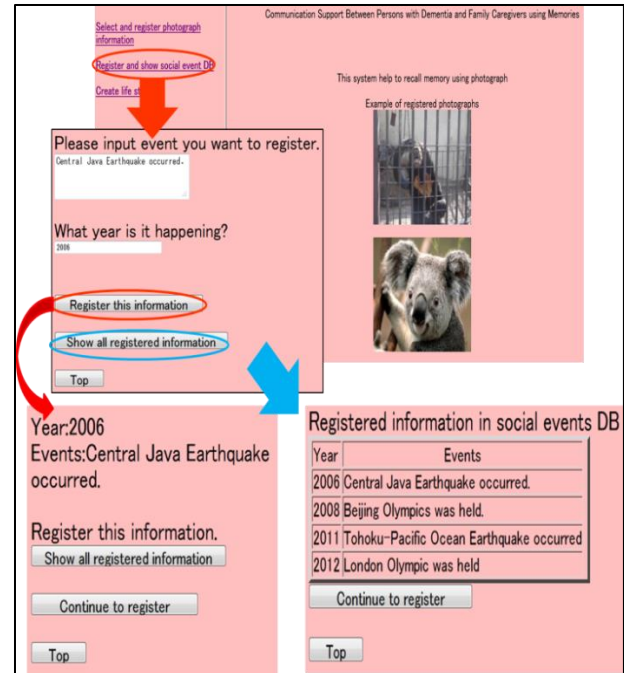 Select and register photograph
information
Register and show social event DB
Create life st
Communication Support Between Persons with Dementia and Family Caregivers using Memories
This system help to recall memory using photograph
Example of registered photographs
Please input event you want to register.
Central Java Earthquake occurred.
What year is it happening?
2006
Register this information
Show all registered information
Top
Year:2006
Events:Central Java Earthquake
occurred.
Register this information.
Show all registered information
Continue to register
Top
Registered information in social events DB
Year Events
2006 Central Java Earthquake occurred.
2008 Beijing Olympics was held.
2011 Tohoku-Pacific Ocean Earthquake occurred
2012 London Olympic was held
Continue to register
Top